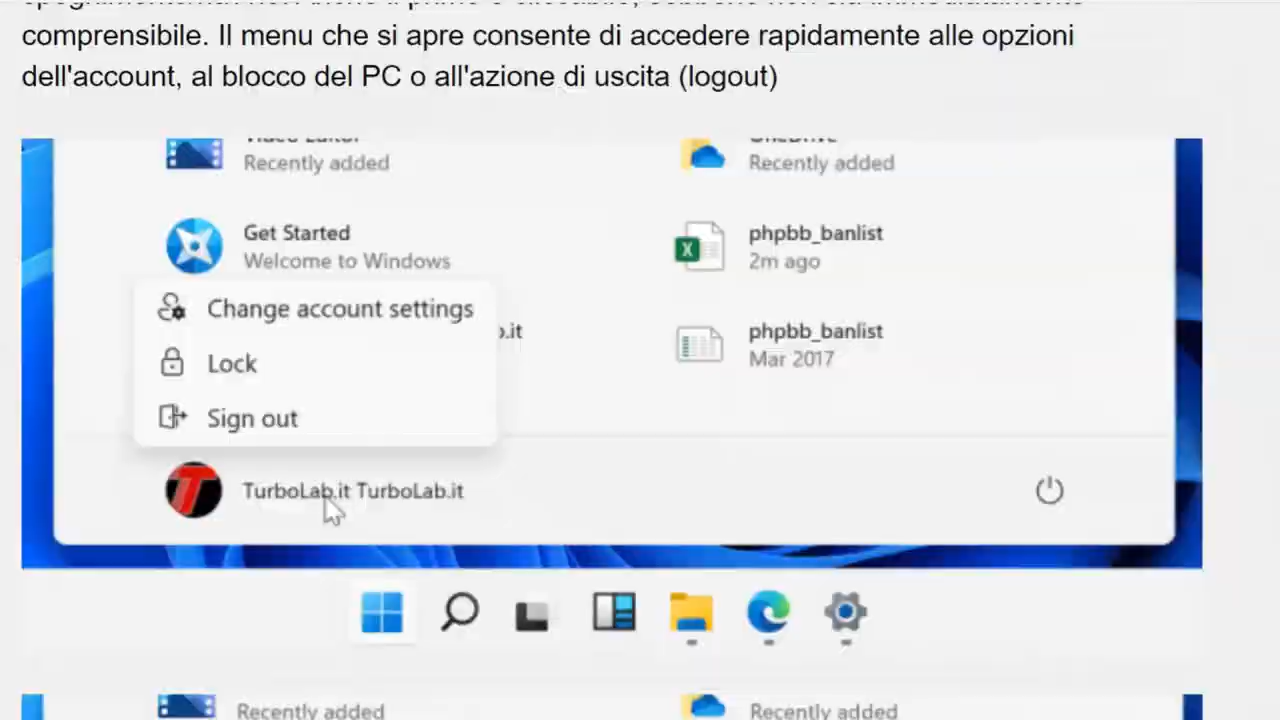 comprensibile. Il menu che si apre consente di accedere rapidamente alle opzioni
dell'account, al blocco del PC o all'azione di uscita (logout)
Video Editor
Recently added
OneDrive
Recently added
Get Started
Welcome to Windows
phpbb_banlist
2m ago
Change account settings
o.it
phpbb_banlist
Mar 2017
Lock
Sign out
TurboLab.it TurboLab.it
Recently added
Recently added